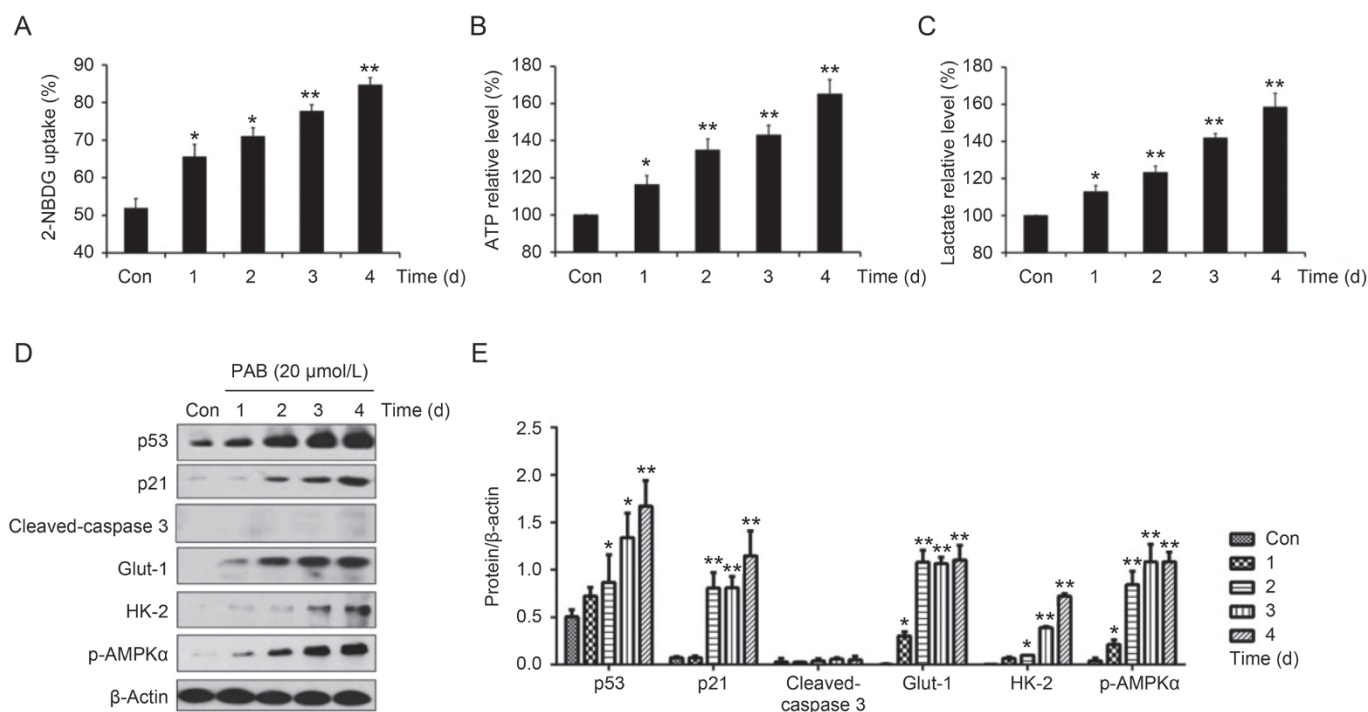 A
2-NBDG uptake (%)
90
80
70
60
50
40
*
*
**
**
Con 1 2 3 4 Time (d)
B
ATP relative level (%)
180
160
140
120
100
80
*
**
**
**
Con 1 2 3 4 Time (d)
C
Lactate relative level (%)
180
160
140
120
100
80
*
**
**
**
Con 1 2 3 4 Time (d)
D
PAB (20 μmol/L)
Con 1 2 3 4 Time (d)
p53
p21
Cleaved-caspase 3
Glut-1
HK-2
p-AMPKα
β-Actin
E
Protein/β-actin
2.5
2.0
1.5
1.0
0.5
0.0
* * **
** ** **
* ** ** **
* ** **
* ** ** **
p53 p21 Cleaved- Glut-1 HK-2 p-AMPKα
caspase 3
Con
1
2
3
4
Time (d)